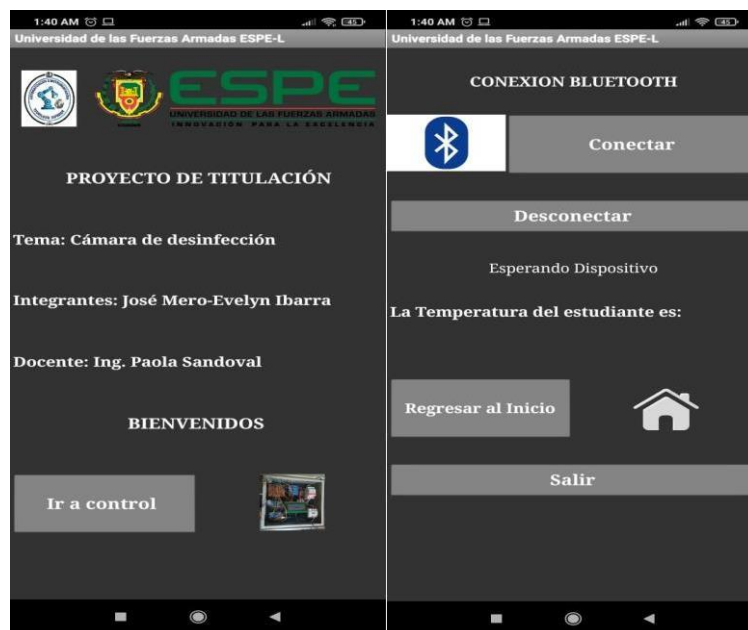 1:40 AM
45
Universidad de las Fuerzas Armadas ESPE-L
ESPE
UNIVERSIDAD DE LAS FUERZAS ARMADAS
INNOVACIÓN PARA LA EXCELENCIA
PROYECTO DE TITULACIÓN
Tema: Cámara de desinfección
Integrantes: José Mero-Evelyn Ibarra
Docente: Ing. Paola Sandoval
BIENVENIDOS
Ir a control
1:40 AM
45
Universidad de las Fuerzas Armadas ESPE-L
CONEXION BLUETOOTH
Conectar
Desconectar
Esperando Dispositivo
La Temperatura del estudiante es:
Regresar al Inicio
Salir